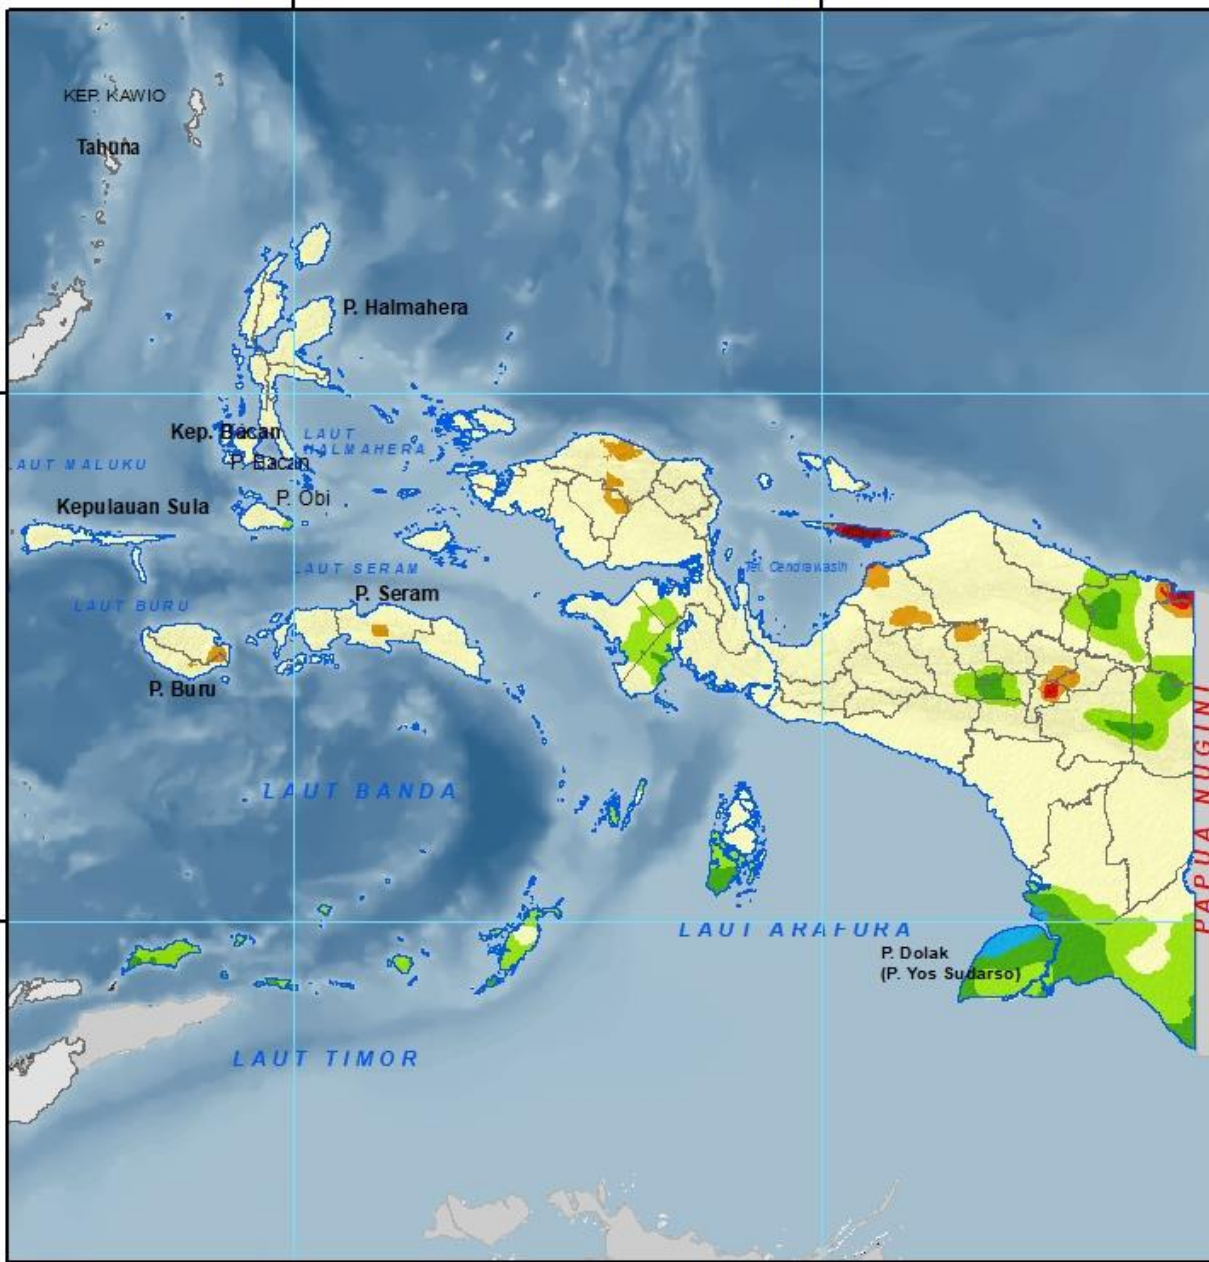 KEP. KAWIO
Tahuna
P. Halmahera
Kep. Bacan
LAUT
HALMAHERA
LAUT MALUKU
P. Bacan
Kepulauan Sula
P. Obi
LAUT SERAM
Tel. Cendrawasih
LAUT BURU
P. Seram
P. Buru
PAPUA NUGINI
LAUT BANDA
LAUT ARAFURA
P. Dolak
(P. Yos Sudarso)
LAUT TIMOR